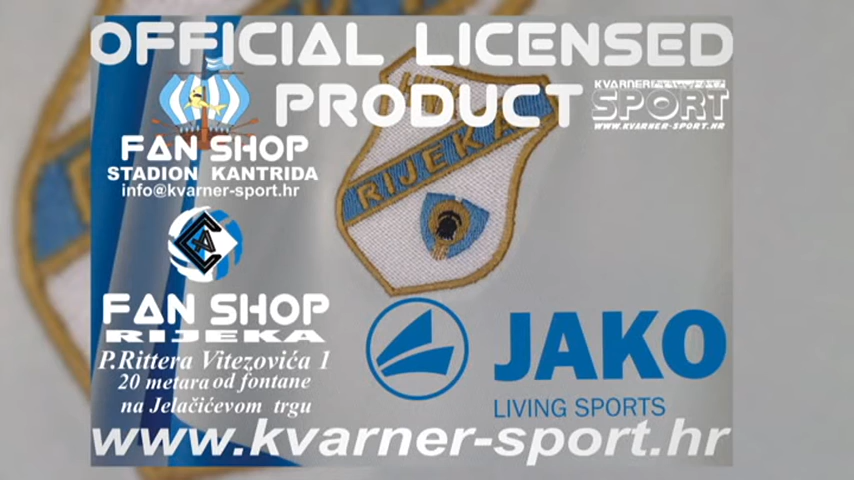 OFFICIAL LICENSED
PRODUCT
KVARNER
SPORT
WWW.KVARNER-SPORT.HR
FAN SHOP
STADION KANTRIDA
info@kvarner-sport.hr
RIJEKA
FAN SHOP
RIJEKA
P.Rittera Vitezovića 1
20 metara od fontane
na Jelačićevom trgu
JAKO
LIVING SPORTS
www.kvarner-sport.hr